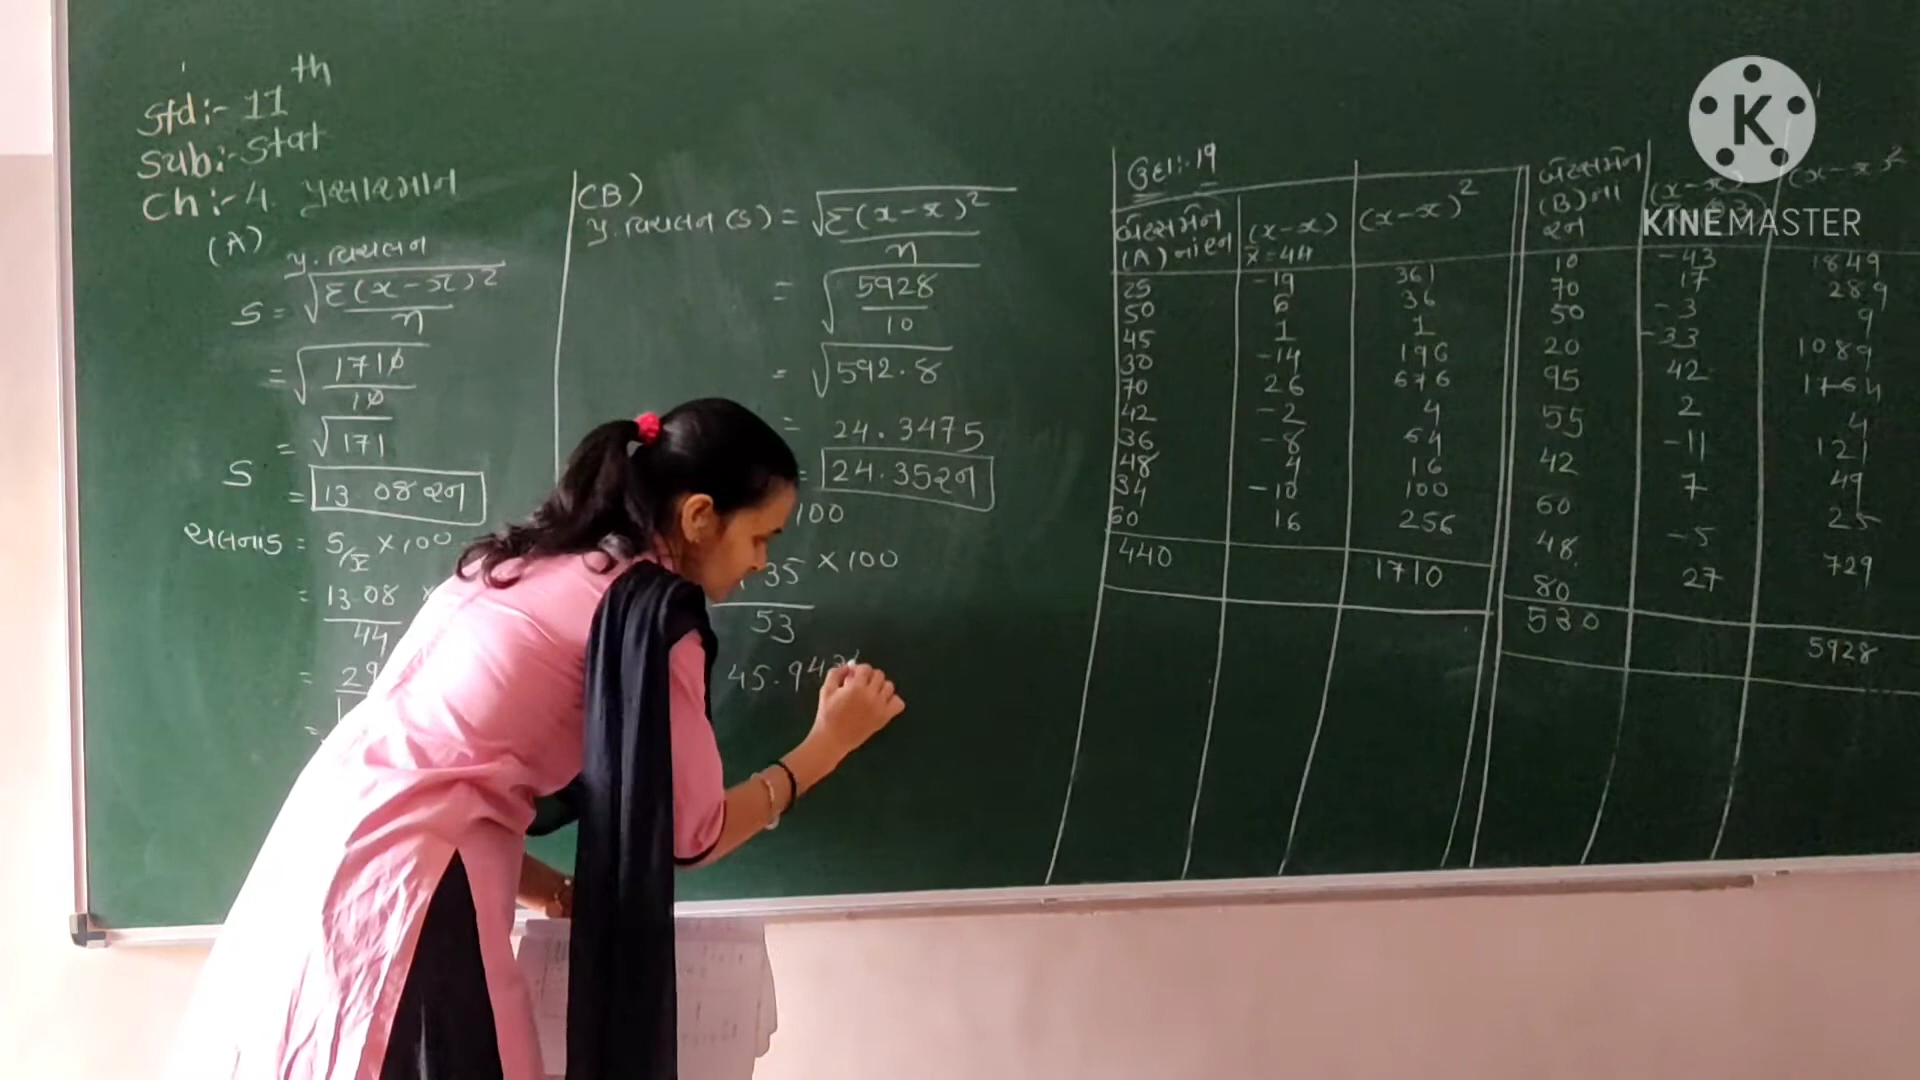 Std:- 11th
Sub:- Stat
Ch:- 4. પ્રસારમાન
(A)
પ્ર. વિચલન
S = √Σ(x-x̄)²
n
= √1710
10
= √171
S
= 13.08 રન
ચલનાંક = S/x̄ × 100
= 13.08
44
= 29
=
(B)
પ્ર. વિચલન (S) = √Σ(x-x̄)²
n
= √5928
10
= √592.8
= 24.3475
= 24.35 રન
100
35 × 100
53
45.94
ઉદા:- 19
બેટ્સમેન (A) નાં રન | (x-x̄) x̄=44 | (x-x̄)²
25 | -19 | 361
50 | 6 | 36
45 | 1 | 1
30 | -14 | 196
70 | 26 | 676
42 | -2 | 4
36 | -8 | 64
48 | 4 | 16
34 | -10 | 100
60 | 16 | 256
440 | 1710
બેટ્સમેન (B) ના રન | (x-x̄) | (x-x̄)²
10 | -43 | 1849
70 | 17 | 289
50 | -3 | 9
20 | -33 | 1089
95 | 42 | 1764
55 | 2 | 4
42 | -11 | 121
60 | 7 | 49
48 | -5 | 25
80 | 27 | 729
530 | 5928
K
KINEMASTER